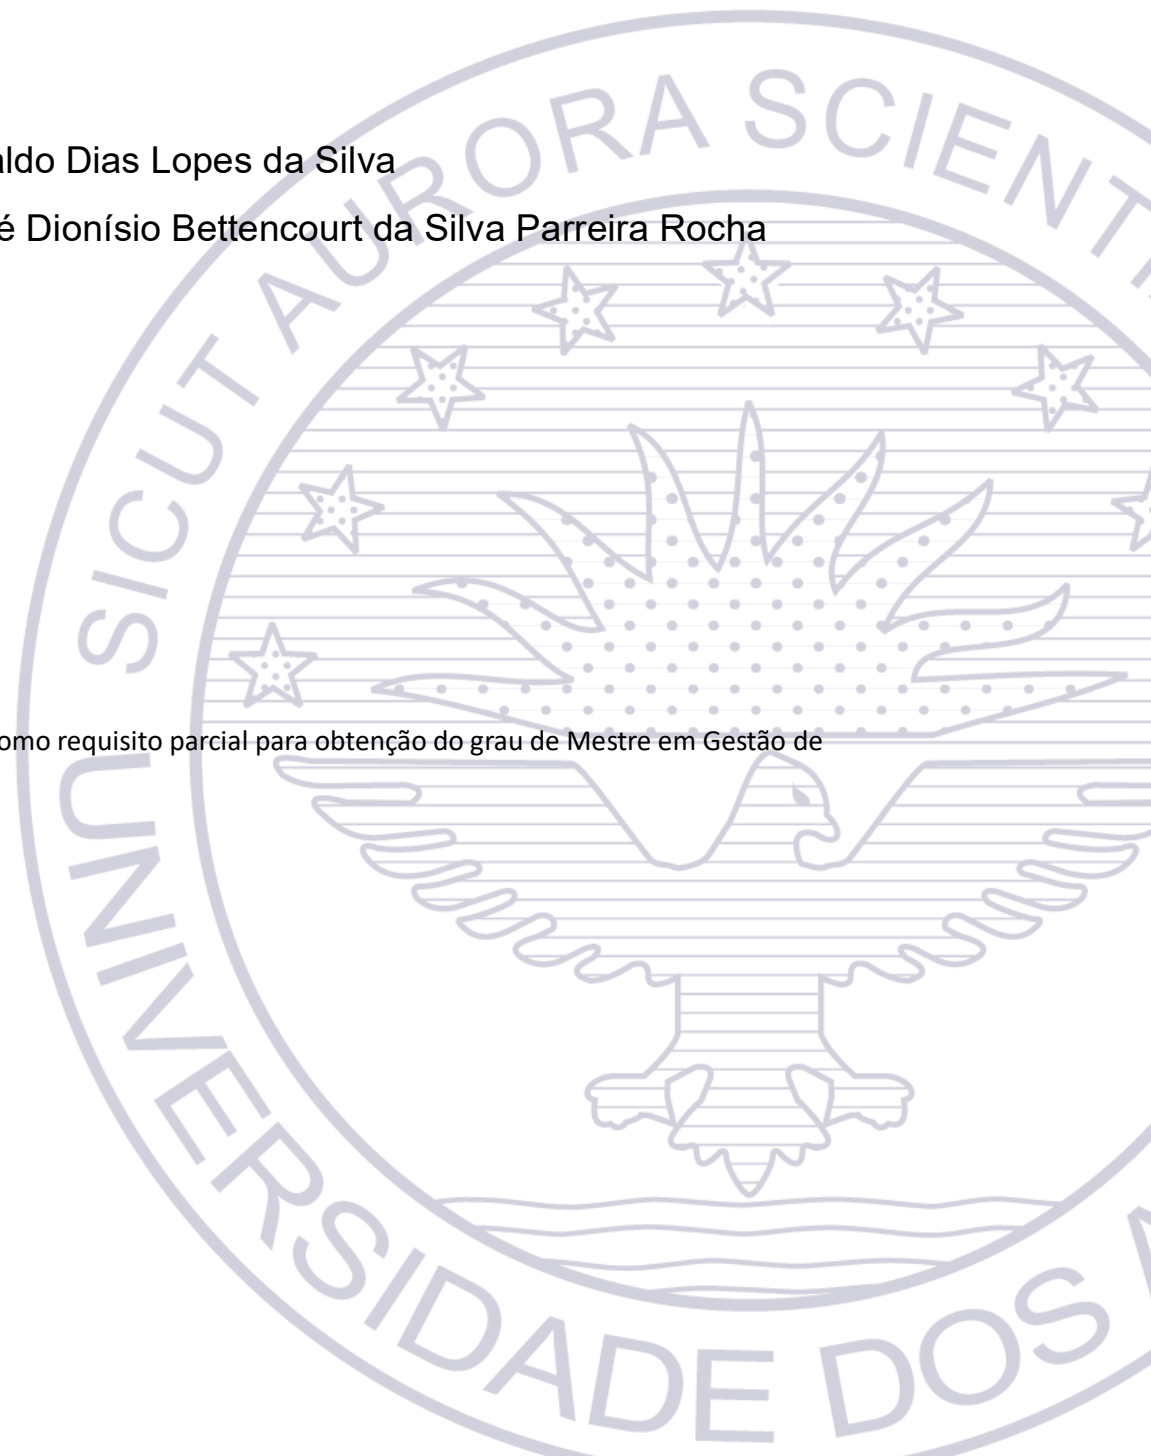 SICUT AURORA SCIENTI
aldo Dias Lopes da Silva
é Dionísio Bettencourt da Silva Parreira Rocha
omo requisito parcial para obtenção do grau de Mestre em Gestão de
UNIVERSIDADE DOS A